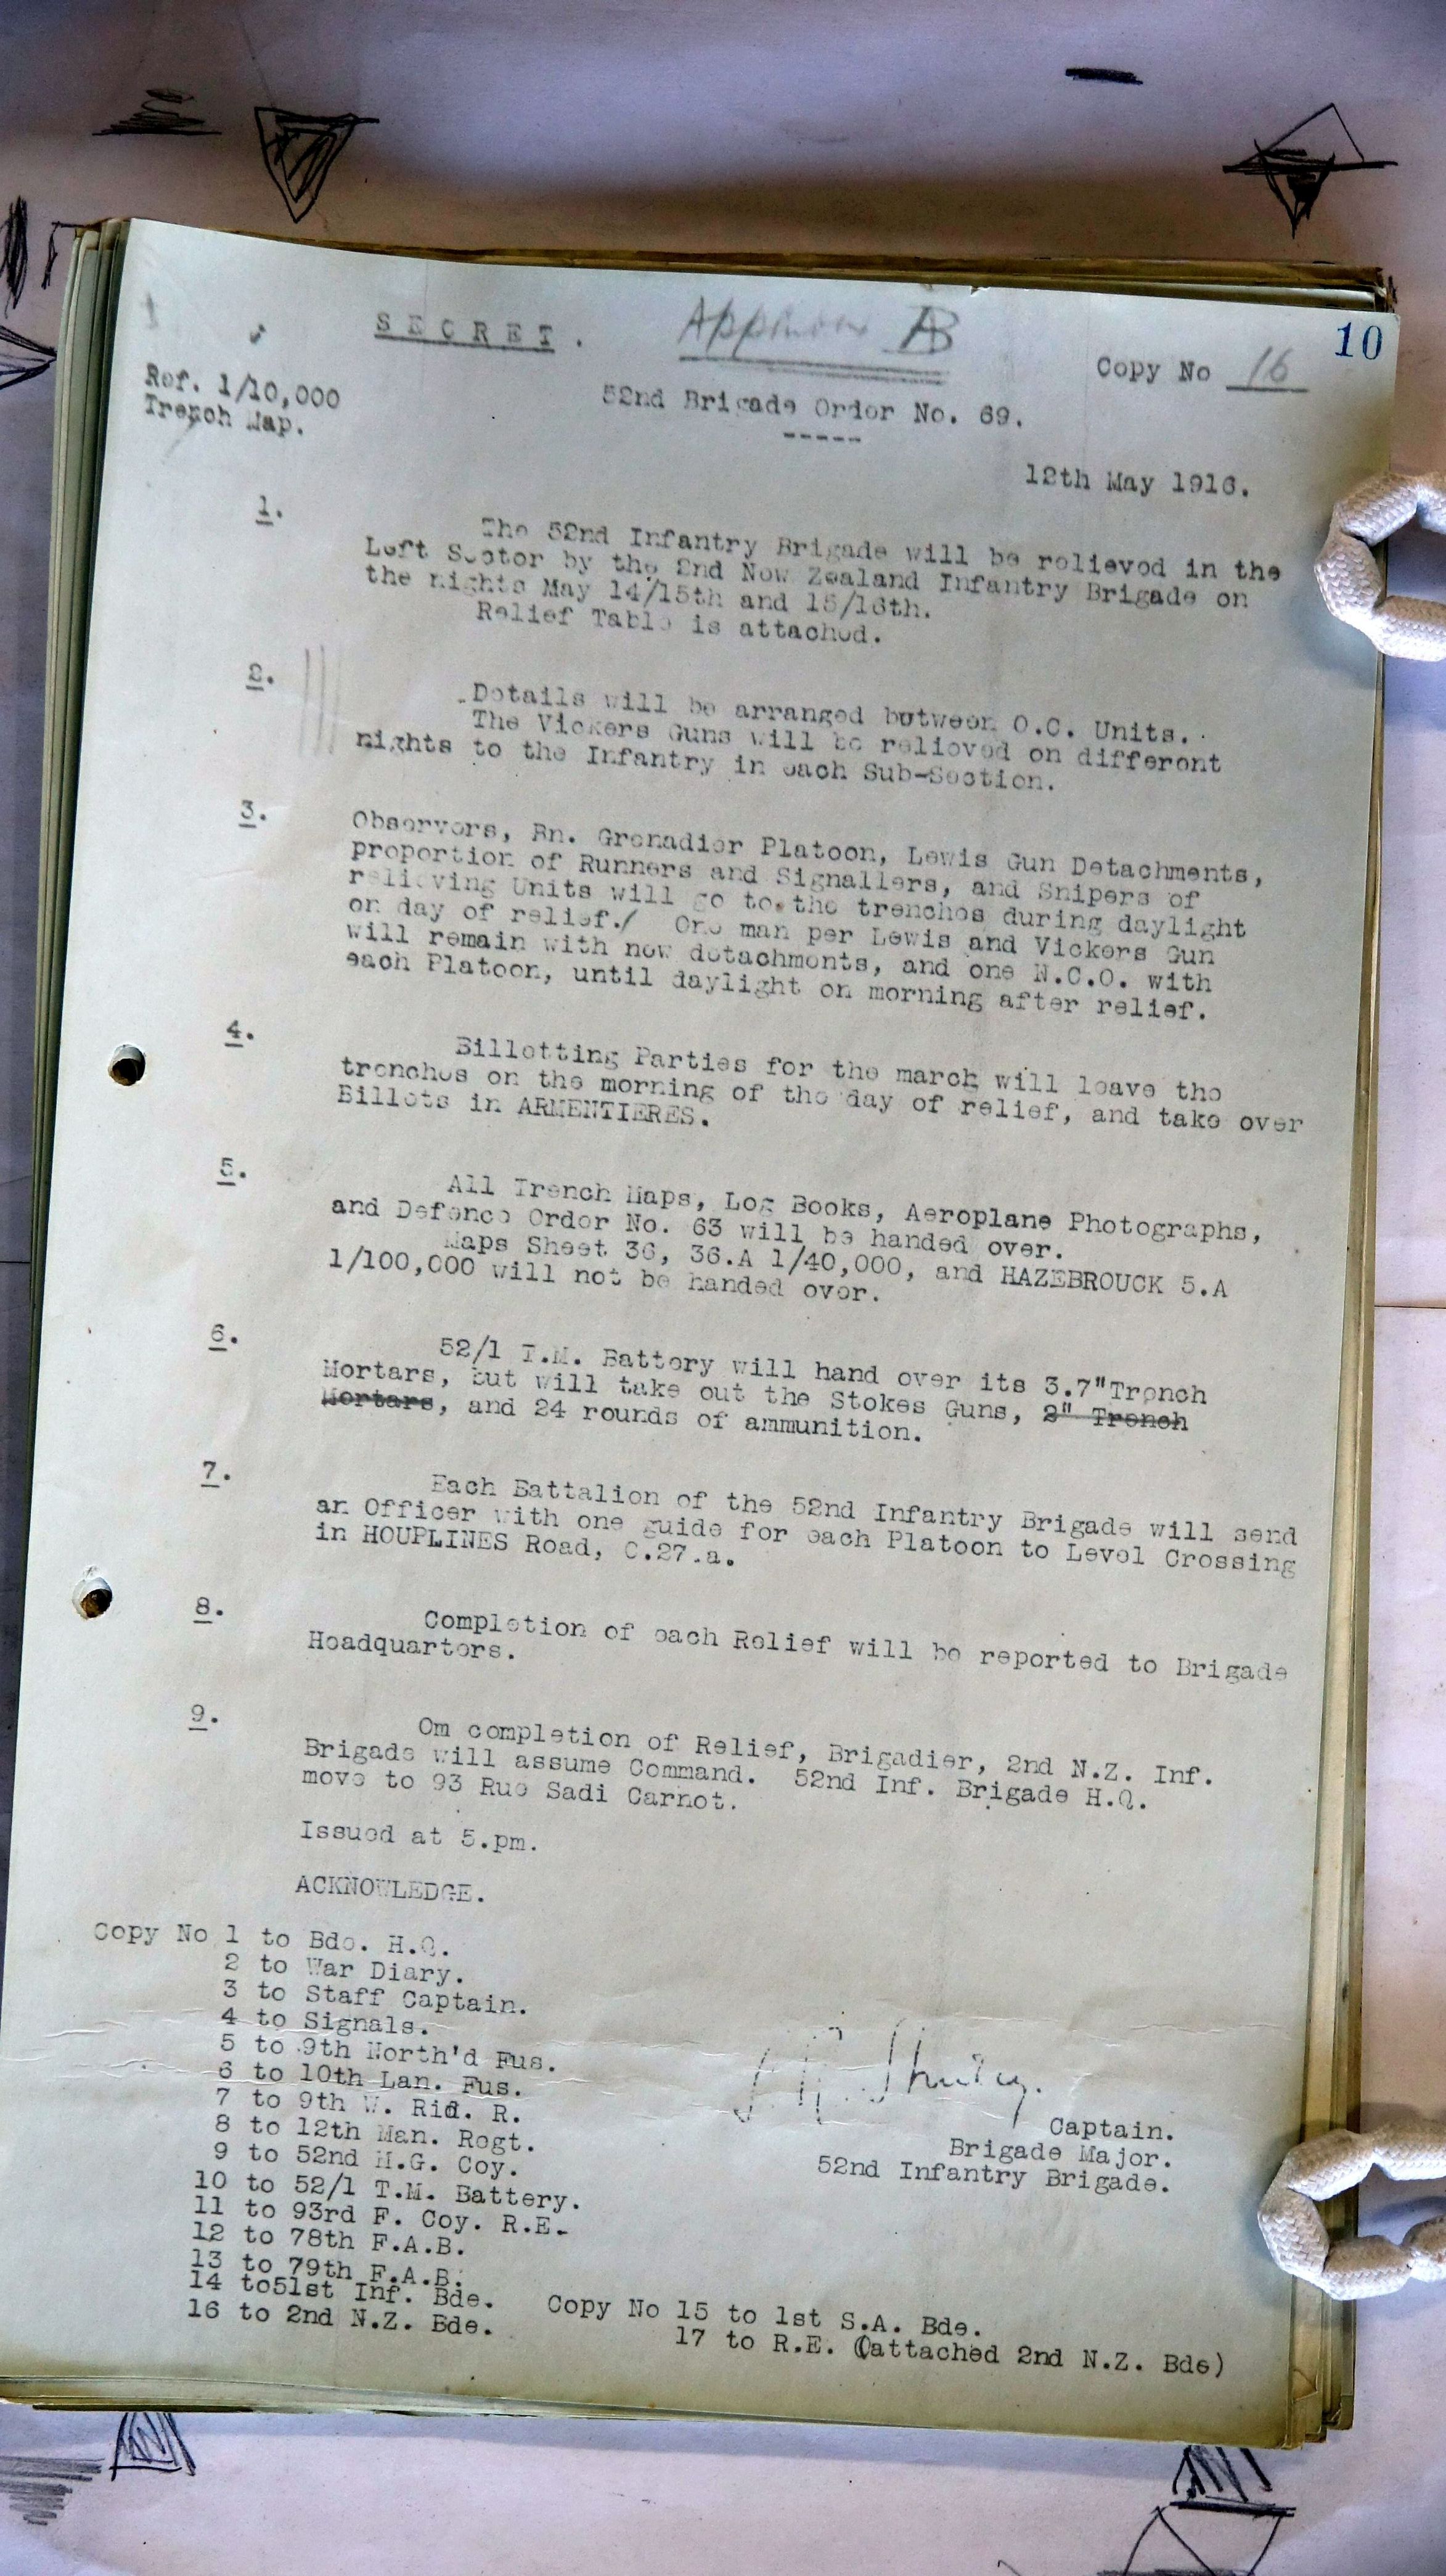 10
SECRET.
Appendix B
Copy No 16
Ref. 1/10,000
Trench Map.
52nd Brigade Order No. 69.
-----
12th May 1916.
1. The 52nd Infantry Brigade will be relieved in the
Left Sector by the 2nd New Zealand Infantry Brigade on
the nights May 14/15th and 15/16th.
Relief Table is attached.
2. Details will be arranged between O.C. Units.
The Vickers Guns will be relieved on different
nights to the Infantry in each Sub-Section.
3. Observers, Bn. Grenadier Platoon, Lewis Gun Detachments,
proportion of Runners and Signallers, and Snipers of
relieving Units will go to the trenches during daylight
on day of relief./ One man per Lewis and Vickers Gun
will remain with new detachments, and one N.C.O. with
each Platoon, until daylight on morning after relief.
4. Billetting Parties for the march will leave the
trenches on the morning of the day of relief, and take over
Billets in ARMENTIERES.
5. All Trench Maps, Log Books, Aeroplane Photographs,
and Defence Order No. 63 will be handed over.
Maps Sheet 36, 36.A 1/40,000, and HAZEBROUCK 5.A
1/100,000 will not be handed over.
6. 52/1 T.M. Battery will hand over its 3.7"Trench
Mortars, but will take out the Stokes Guns, 2" Trench
Mortars, and 24 rounds of ammunition.
7. Each Battalion of the 52nd Infantry Brigade will send
an Officer with one guide for each Platoon to Level Crossing
in HOUPLINES Road, C.27.a.
8. Completion of each Relief will be reported to Brigade
Headquarters.
9. Om completion of Relief, Brigadier, 2nd N.Z. Inf.
Brigade will assume Command. 52nd Inf. Brigade H.Q.
move to 93 Rue Sadi Carnot.
Issued at 5.pm.
ACKNOWLEDGE.
Copy No 1 to Bde. H.Q.
2 to War Diary.
3 to Staff Captain.
4 to Signals.
5 to 9th North'd Fus.
6 to 10th Lan. Fus.
7 to 9th W. Rid. R.
8 to 12th Man. Regt.
9 to 52nd M.G. Coy.
10 to 52/1 T.M. Battery.
11 to 93rd F. Coy. R.E.
12 to 78th F.A.B.
13 to 79th F.A.B.
14 to51st Inf. Bde.
16 to 2nd N.Z. Bde.
Copy No 15 to 1st S.A. Bde.
17 to R.E. (attached 2nd N.Z. Bde)
Captain.
Brigade Major.
52nd Infantry Brigade.